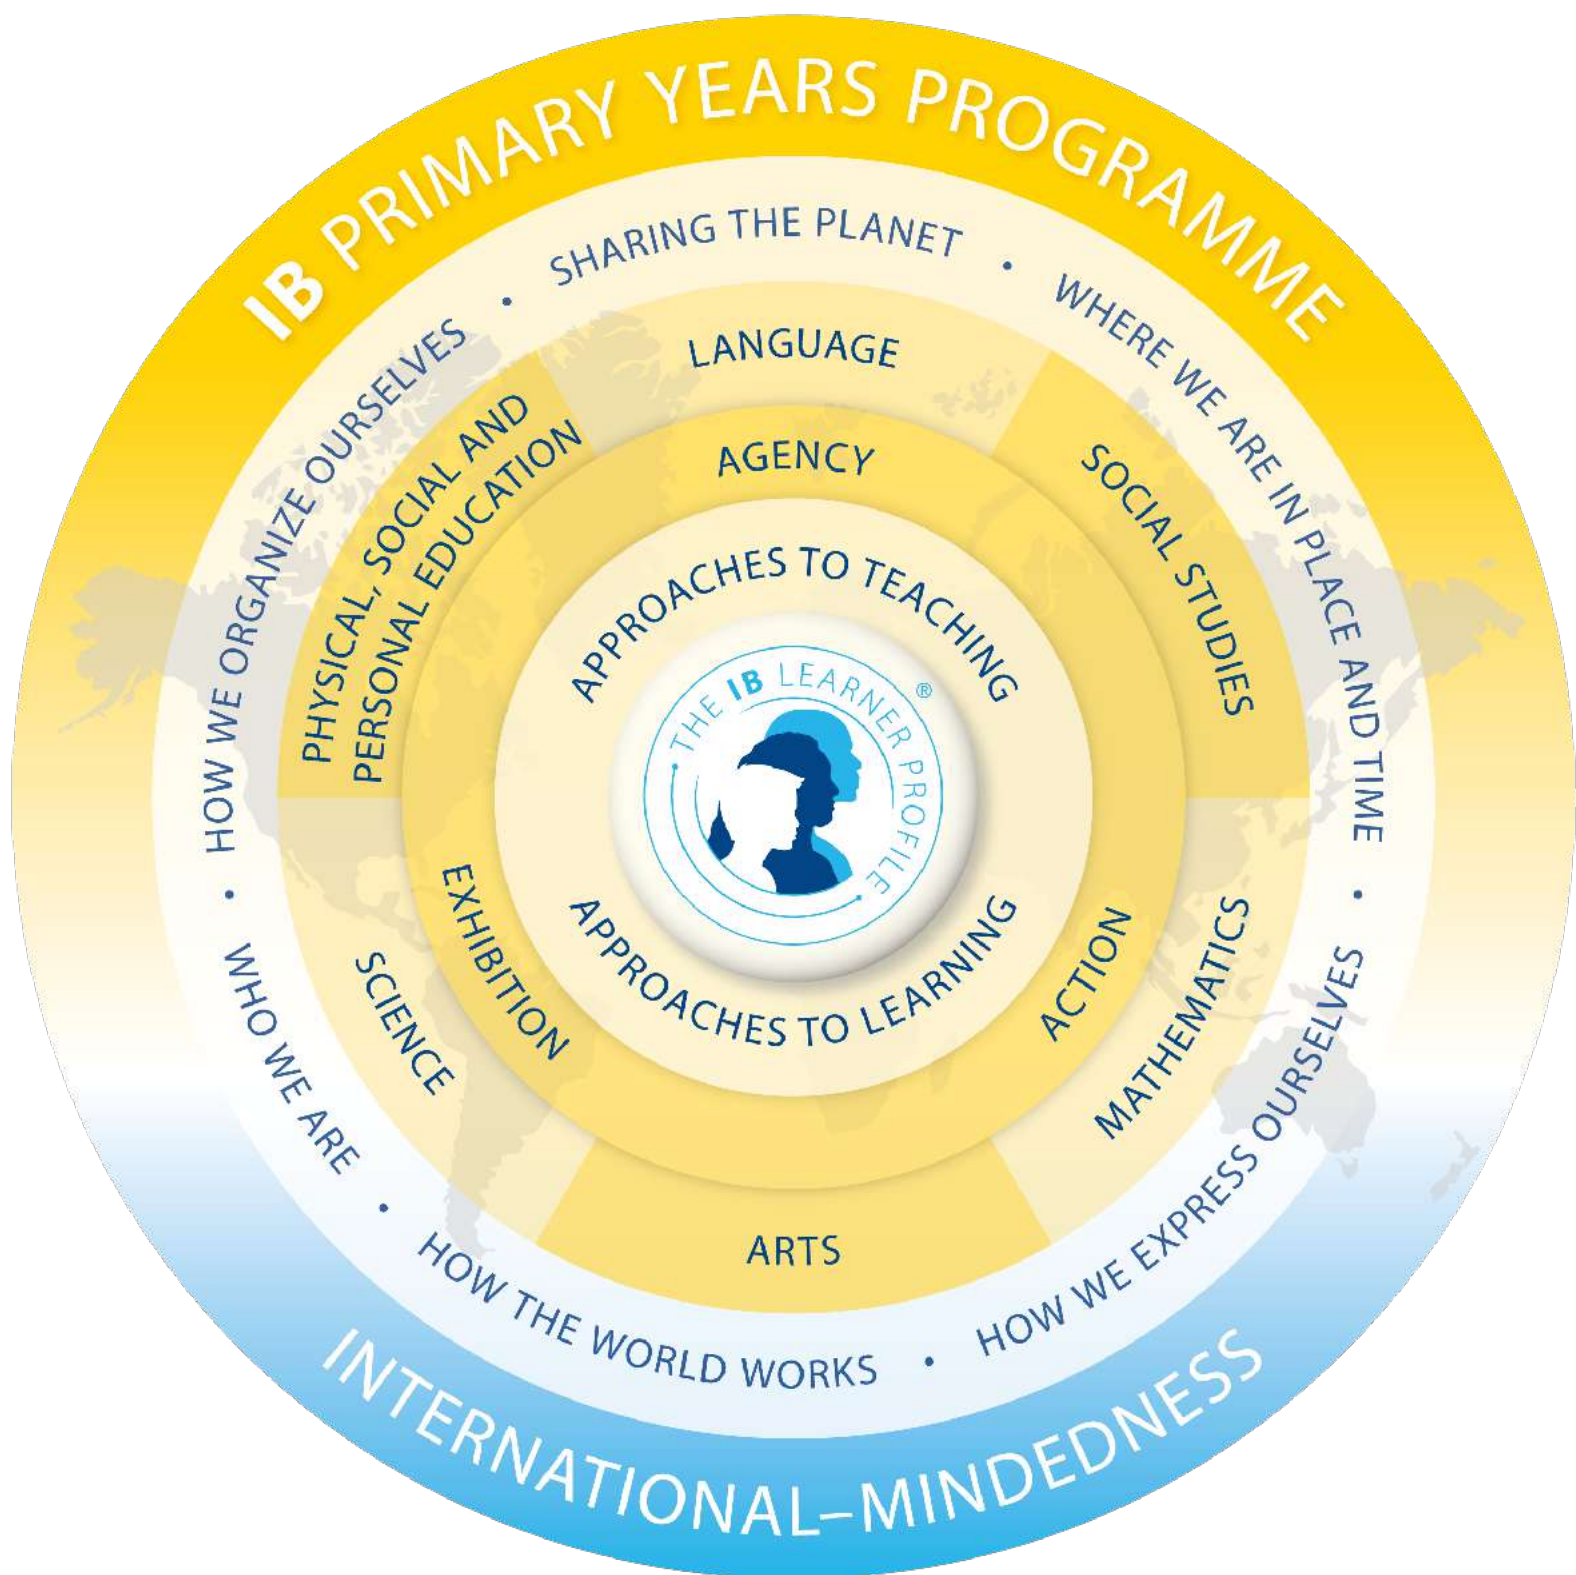 IB PRIMARY YEARS PROGRAMME
SHARING THE PLANET
•
WHERE WE ARE IN PLACE AND TIME
•
HOW WE EXPRESS OURSELVES
•
HOW THE WORLD WORKS
•
WHO WE ARE
•
HOW WE ORGANIZE OURSELVES
•
LANGUAGE
SOCIAL STUDIES
MATHEMATICS
ARTS
SCIENCE
PHYSICAL, SOCIAL AND
PERSONAL EDUCATION
AGENCY
ACTION
EXHIBITION
APPROACHES TO TEACHING
APPROACHES TO LEARNING
THE IB LEARNER PROFILE
®
INTERNATIONAL–MINDEDNESS